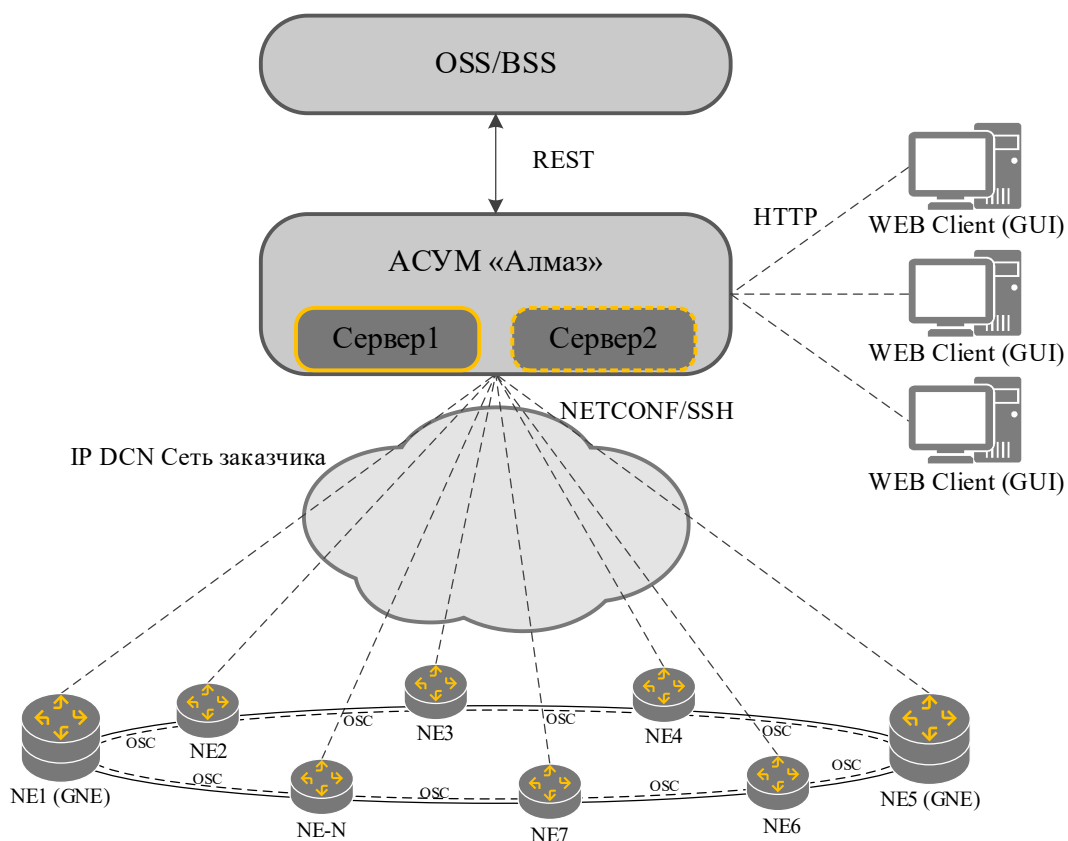 OSS/BSS
REST
HTTP
WEB Client (GUI)
АСУМ «Алмаз»
Сервер1
Сервер2
WEB Client (GUI)
NETCONF/SSH
IP DCN Сеть заказчика
WEB Client (GUI)
OSC
OSC
OSC
OSC
NE2
NE3
NE4
OSC
OSC
OSC
OSC
NE1 (GNE)
NE5 (GNE)
NE-N
NE7
NE6